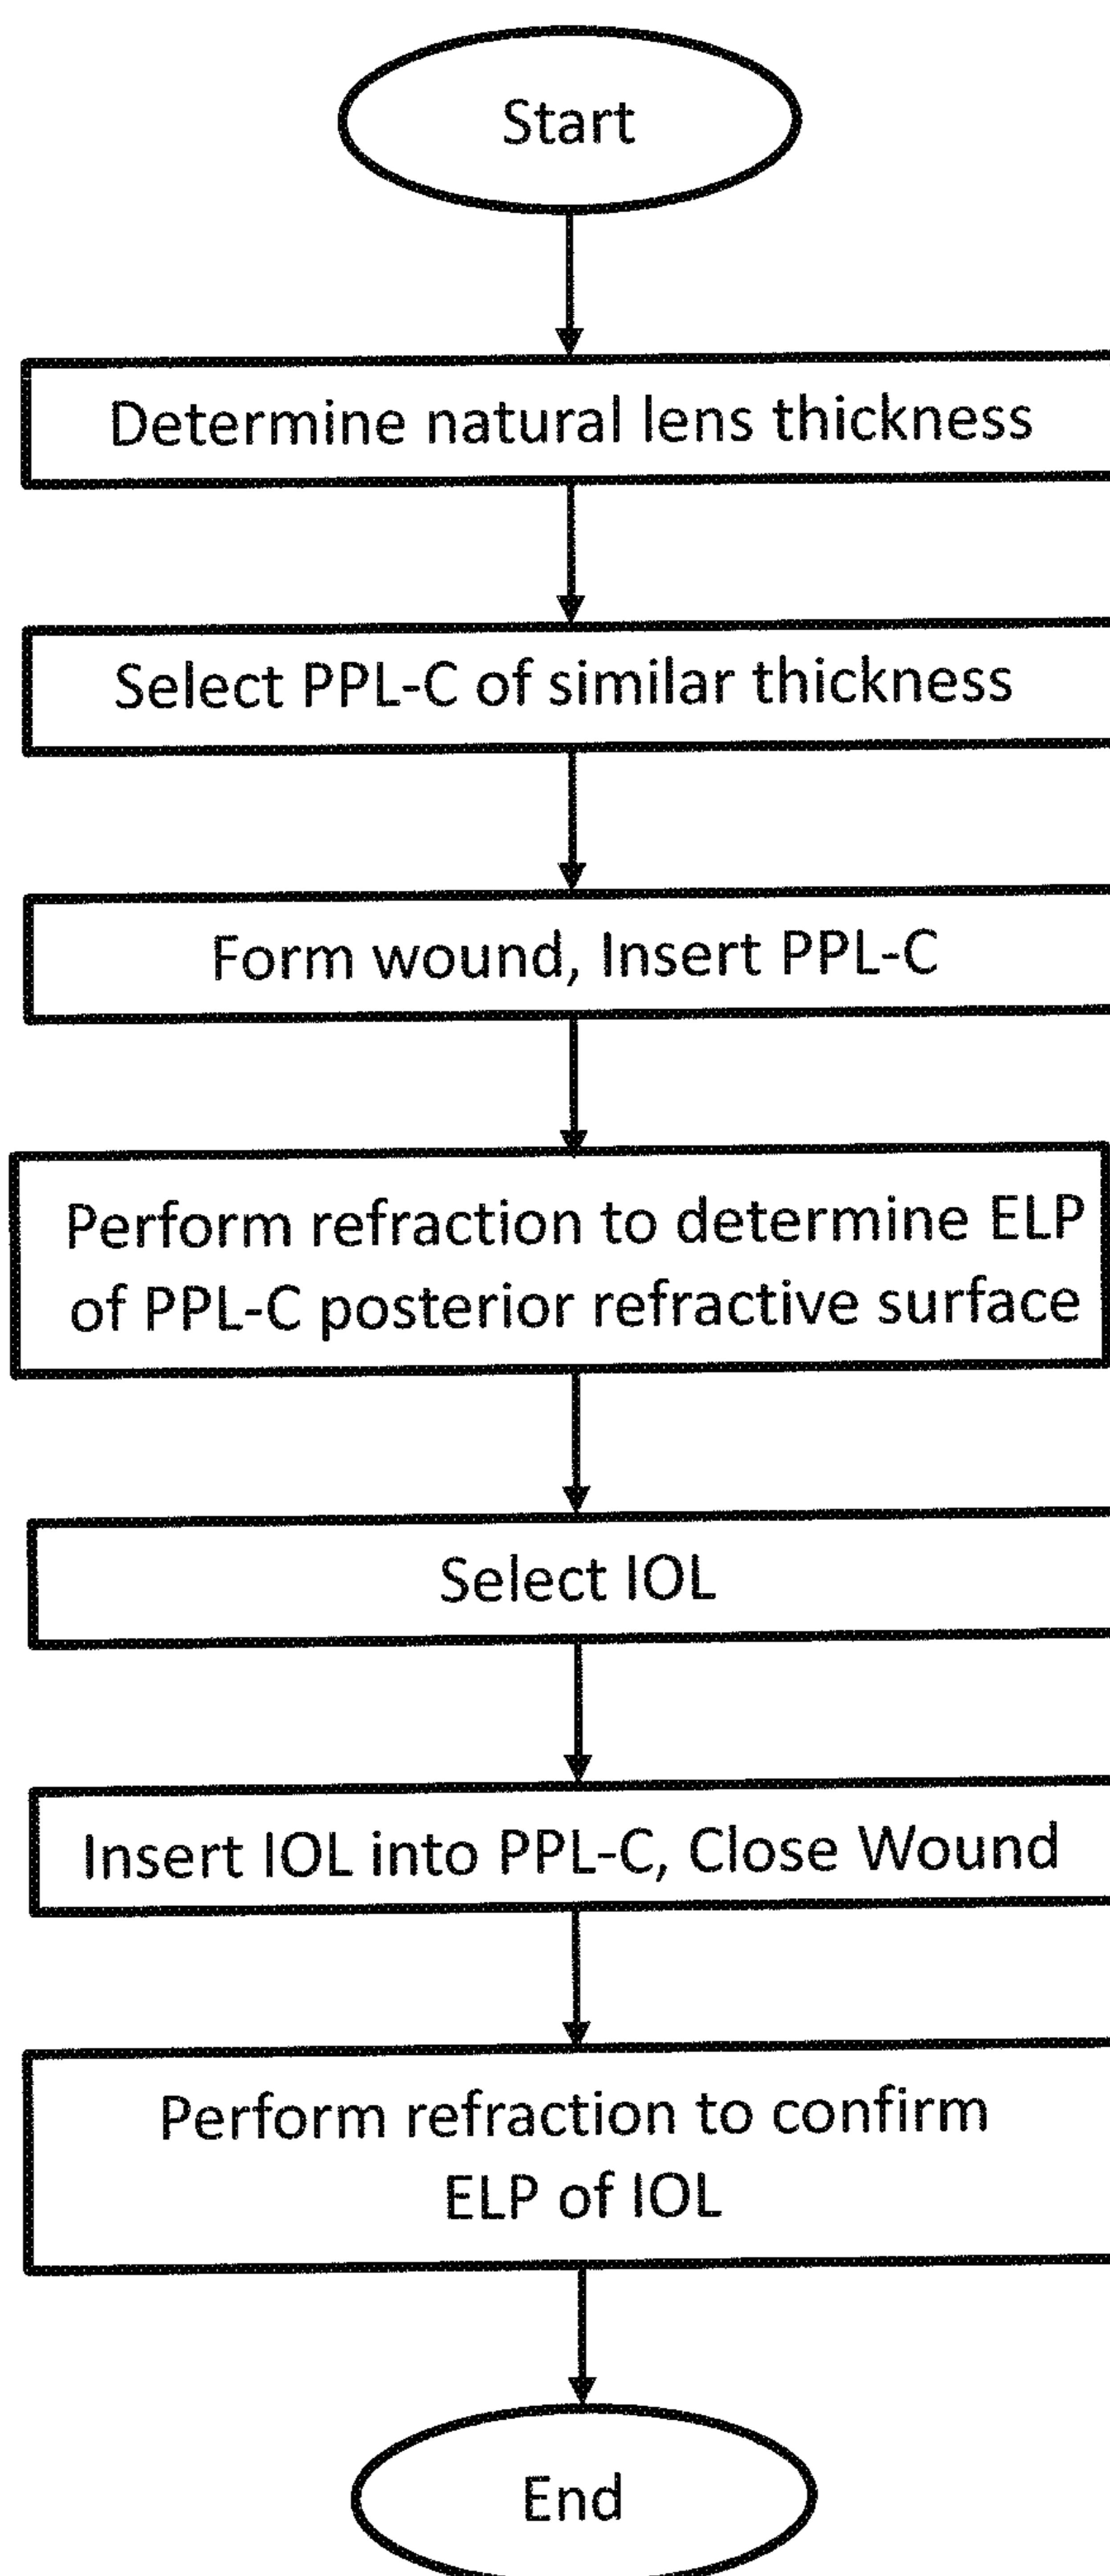 Start
Determine natural lens thickness
Select PPL-C of similar thickness
Form wound, Insert PPL-C
Perform refraction to determine ELP
of PPL-C posterior refractive surface
Select IOL
Insert IOL into PPL-C, Close Wound
Perform refraction to confirm
ELP of IOL
End